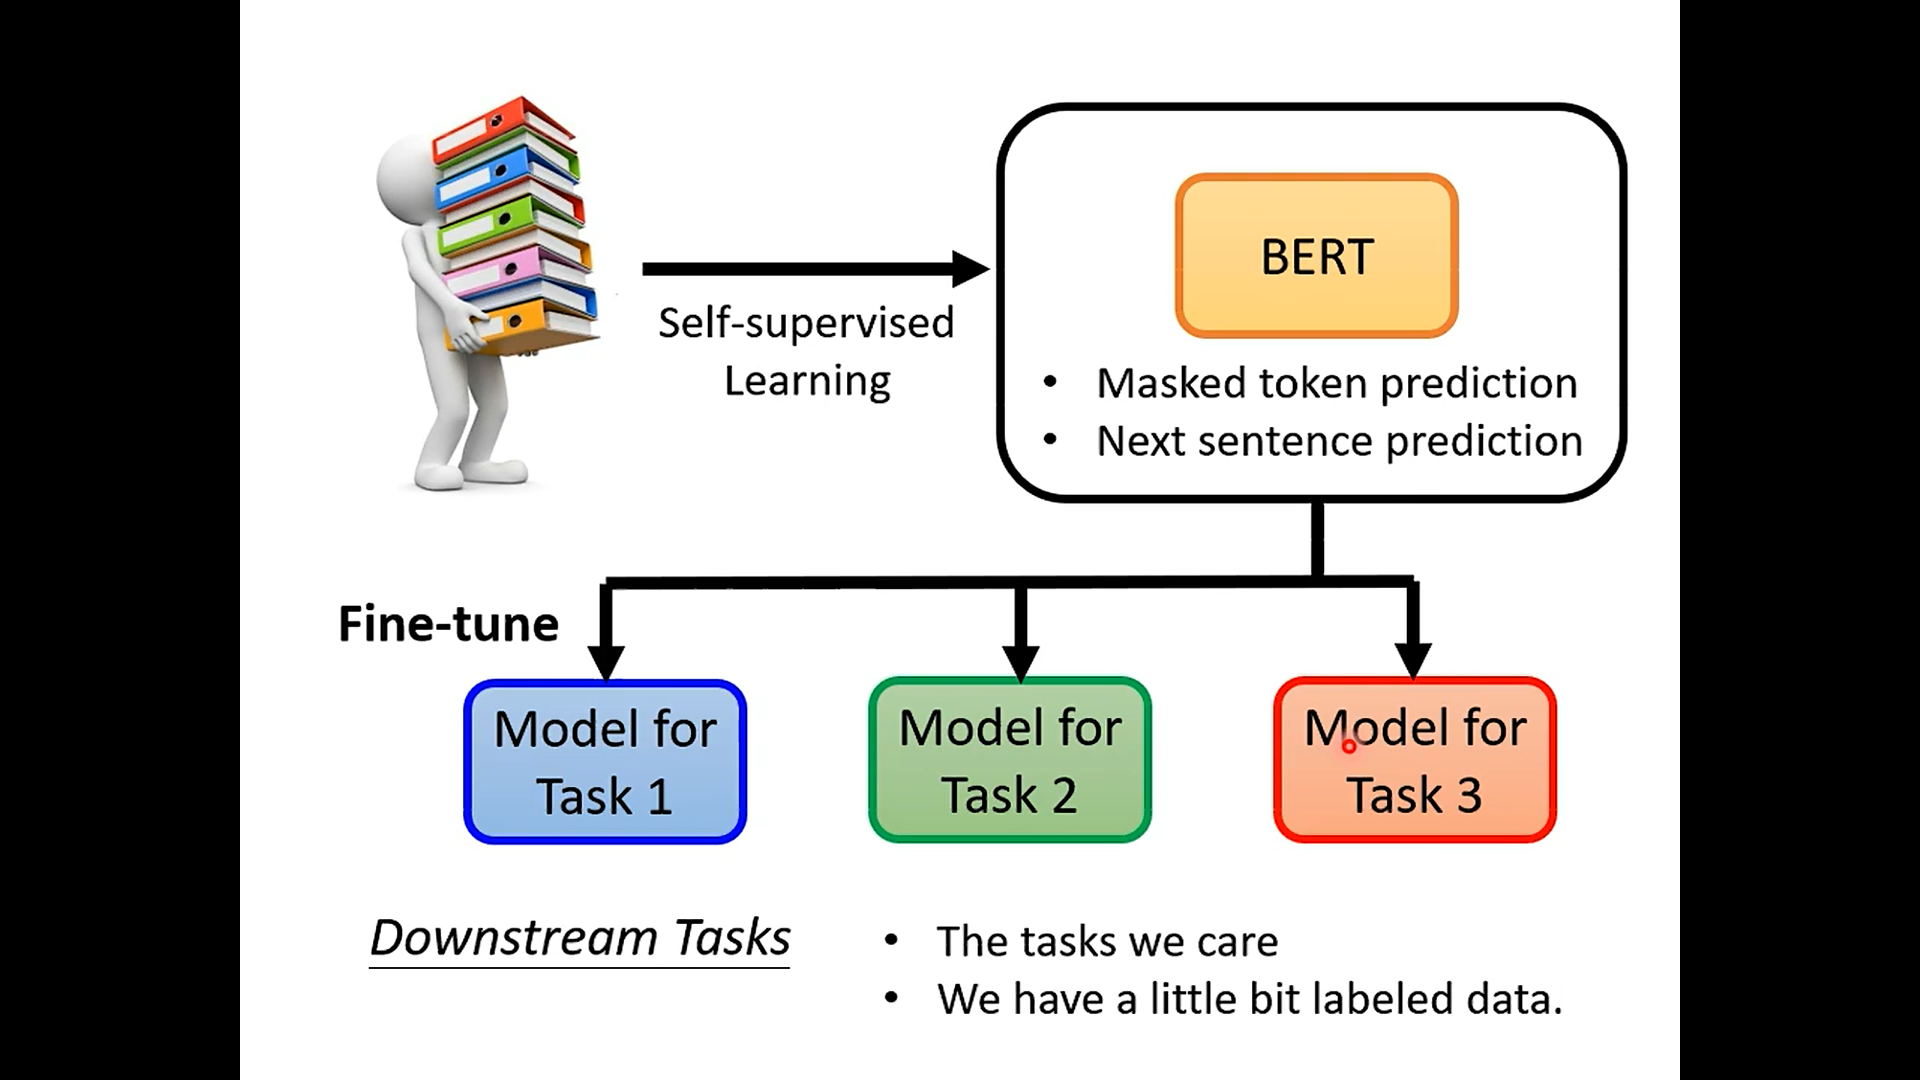 BERT
Self-supervised
Learning
• Masked token prediction
• Next sentence prediction
Fine-tune
Model for
Task 1
Model for
Task 2
Model for
Task 3
Downstream Tasks
• The tasks we care
• We have a little bit labeled data.